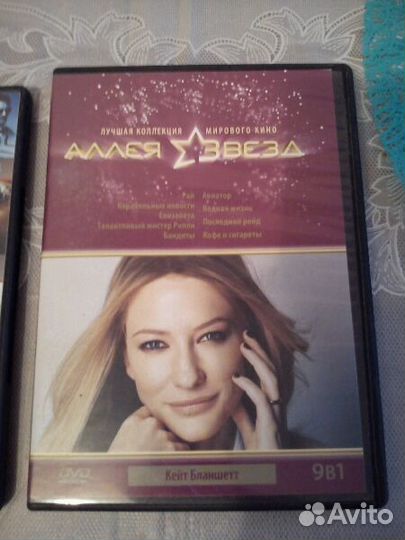 ЛУЧШАЯ КОЛЛЕКЦИЯ МИРОВОГО КИНО
АЛЛЕЯ ЗВЕЗД
Рай
Корабельные новости
Елизавета
Талантливый мистер Рипли
Бандиты
Авиатор
Водная жизнь
Последний рейд
Кофе и сигареты
DVD
Кейт Бланшетт
9в1
Avito